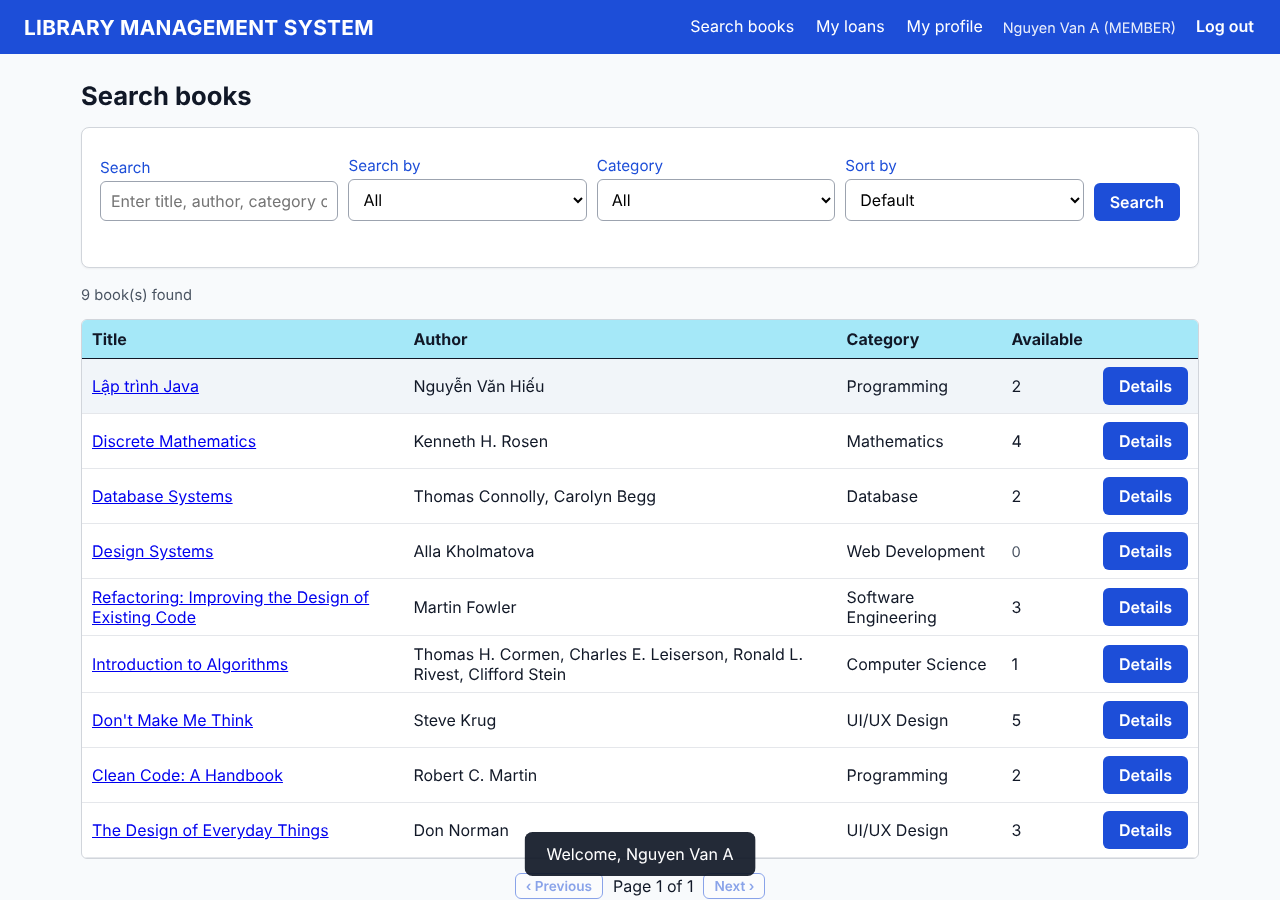 LIBRARY MANAGEMENT SYSTEM
Search books My loans My profile Nguyen Van A (MEMBER) Log out
Search books
Search Search by Category Sort by
Enter title, author, category o All All Default Search
9 book(s) found
Title Author Category Available
Lập trình Java Nguyễn Văn Hiếu Programming 2 Details
Discrete Mathematics Kenneth H. Rosen Mathematics 4 Details
Database Systems Thomas Connolly, Carolyn Begg Database 2 Details
Design Systems Alla Kholmatova Web Development 0 Details
Refactoring: Improving the Design of
Existing Code
Martin Fowler
Software
Engineering
3 Details
Introduction to Algorithms
Thomas H. Cormen, Charles E. Leiserson, Ronald L.
Rivest, Clifford Stein
Computer Science 1 Details
Don't Make Me Think Steve Krug UI/UX Design 5 Details
Clean Code: A Handbook Robert C. Martin Programming 2 Details
The Design of Everyday Things Don Norman UI/UX Design 3 Details
Welcome, Nguyen Van A
‹ Previous Page 1 of 1 Next ›